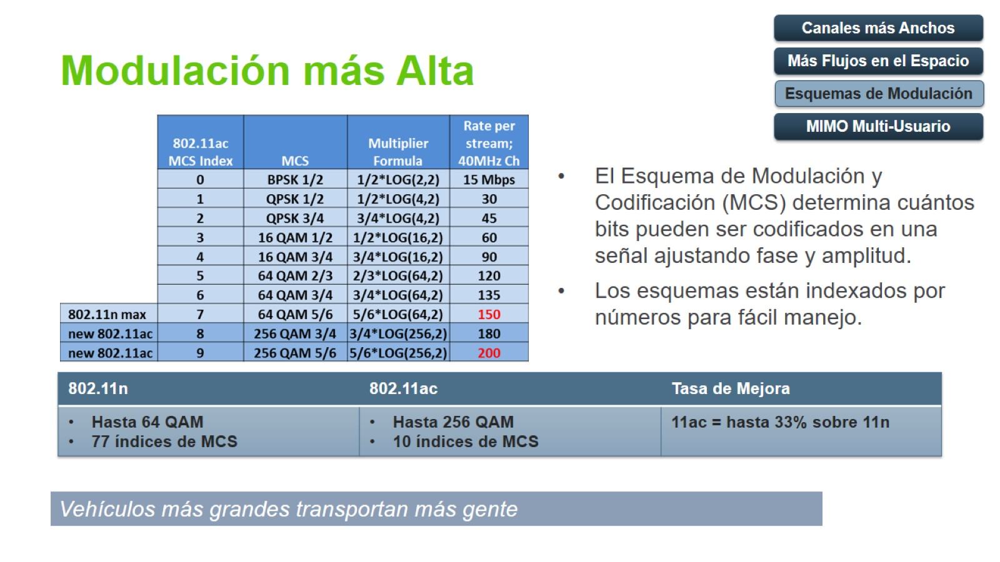 Canales más Anchos
Más Flujos en el Espacio
Esquemas de Modulación
MIMO Multi-Usuario
Modulación más Alta
802.11ac MCS Index MCS Multiplier Formula Rate per stream; 40MHz Ch
0 BPSK 1/2 1/2*LOG(2,2) 15 Mbps
1 QPSK 1/2 1/2*LOG(4,2) 30
2 QPSK 3/4 3/4*LOG(4,2) 45
3 16 QAM 1/2 1/2*LOG(16,2) 60
4 16 QAM 3/4 3/4*LOG(16,2) 90
5 64 QAM 2/3 2/3*LOG(64,2) 120
6 64 QAM 3/4 3/4*LOG(64,2) 135
802.11n max 7 64 QAM 5/6 5/6*LOG(64,2) 150
new 802.11ac 8 256 QAM 3/4 3/4*LOG(256,2) 180
new 802.11ac 9 256 QAM 5/6 5/6*LOG(256,2) 200
• El Esquema de Modulación y
Codificación (MCS) determina cuántos
bits pueden ser codificados en una
señal ajustando fase y amplitud.
• Los esquemas están indexados por
números para fácil manejo.
802.11n 802.11ac Tasa de Mejora
• Hasta 64 QAM
• 77 índices de MCS
• Hasta 256 QAM
• 10 índices de MCS
11ac = hasta 33% sobre 11n
Vehículos más grandes transportan más gente